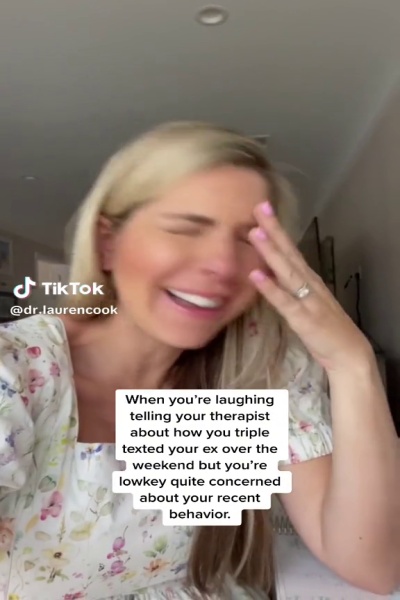 TikTok
@dr.laurencook
When you're laughing
telling your therapist
about how you triple
texted your ex over the
weekend but you're
lowkey quite concerned
about your recent
behavior.